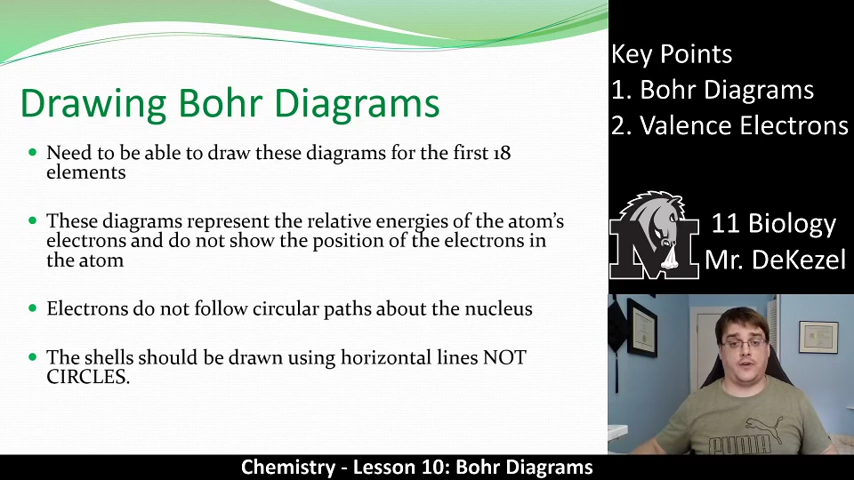 Drawing Bohr Diagrams
Need to be able to draw these diagrams for the first 18
elements
These diagrams represent the relative energies of the atom's
electrons and do not show the position of the electrons in
the atom
Electrons do not follow circular paths about the nucleus
The shells should be drawn using horizontal lines NOT
CIRCLES.
Key Points
1. Bohr Diagrams
2. Valence Electrons
M
11 Biology
Mr. DeKezel
PUMA
Chemistry - Lesson 10: Bohr Diagrams